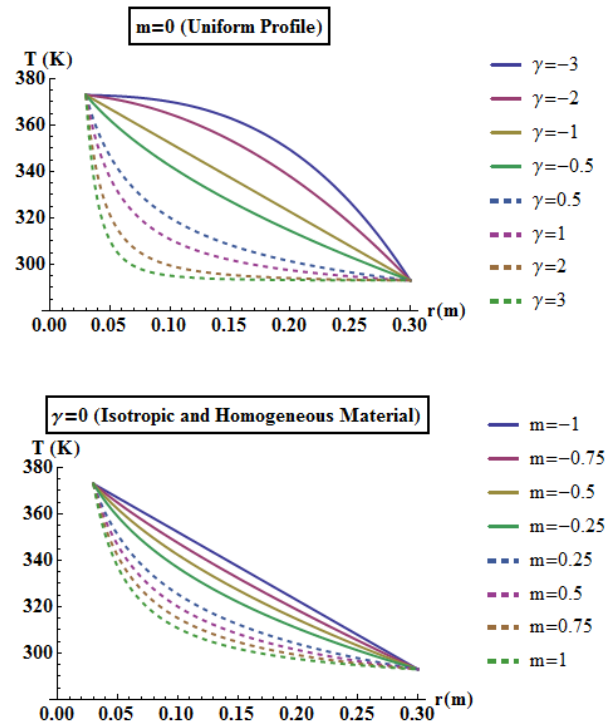 m=0 (Uniform Profile)
T (K)
380
360
340
320
300
0.00 0.05 0.10 0.15 0.20 0.25 0.30
r(m)
γ=−3
γ=−2
γ=−1
γ=−0.5
γ=0.5
γ=1
γ=2
γ=3
γ=0 (Isotropic and Homogeneous Material)
T (K)
380
360
340
320
300
0.00 0.05 0.10 0.15 0.20 0.25 0.30
r(m)
m=−1
m=−0.75
m=−0.5
m=−0.25
m=0.25
m=0.5
m=0.75
m=1